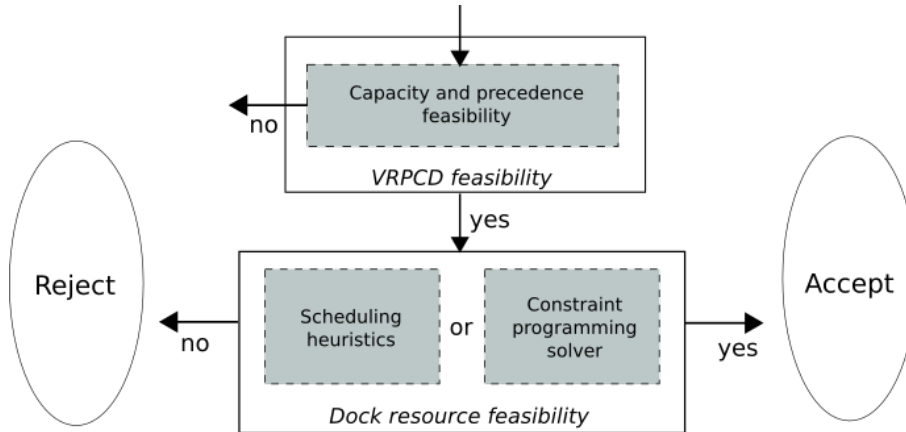 Capacity and precedence
feasibility
no
VRPCD feasibility
yes
Reject
Scheduling
heuristics
or
Constraint
programming
solver
Accept
no
yes
Dock resource feasibility